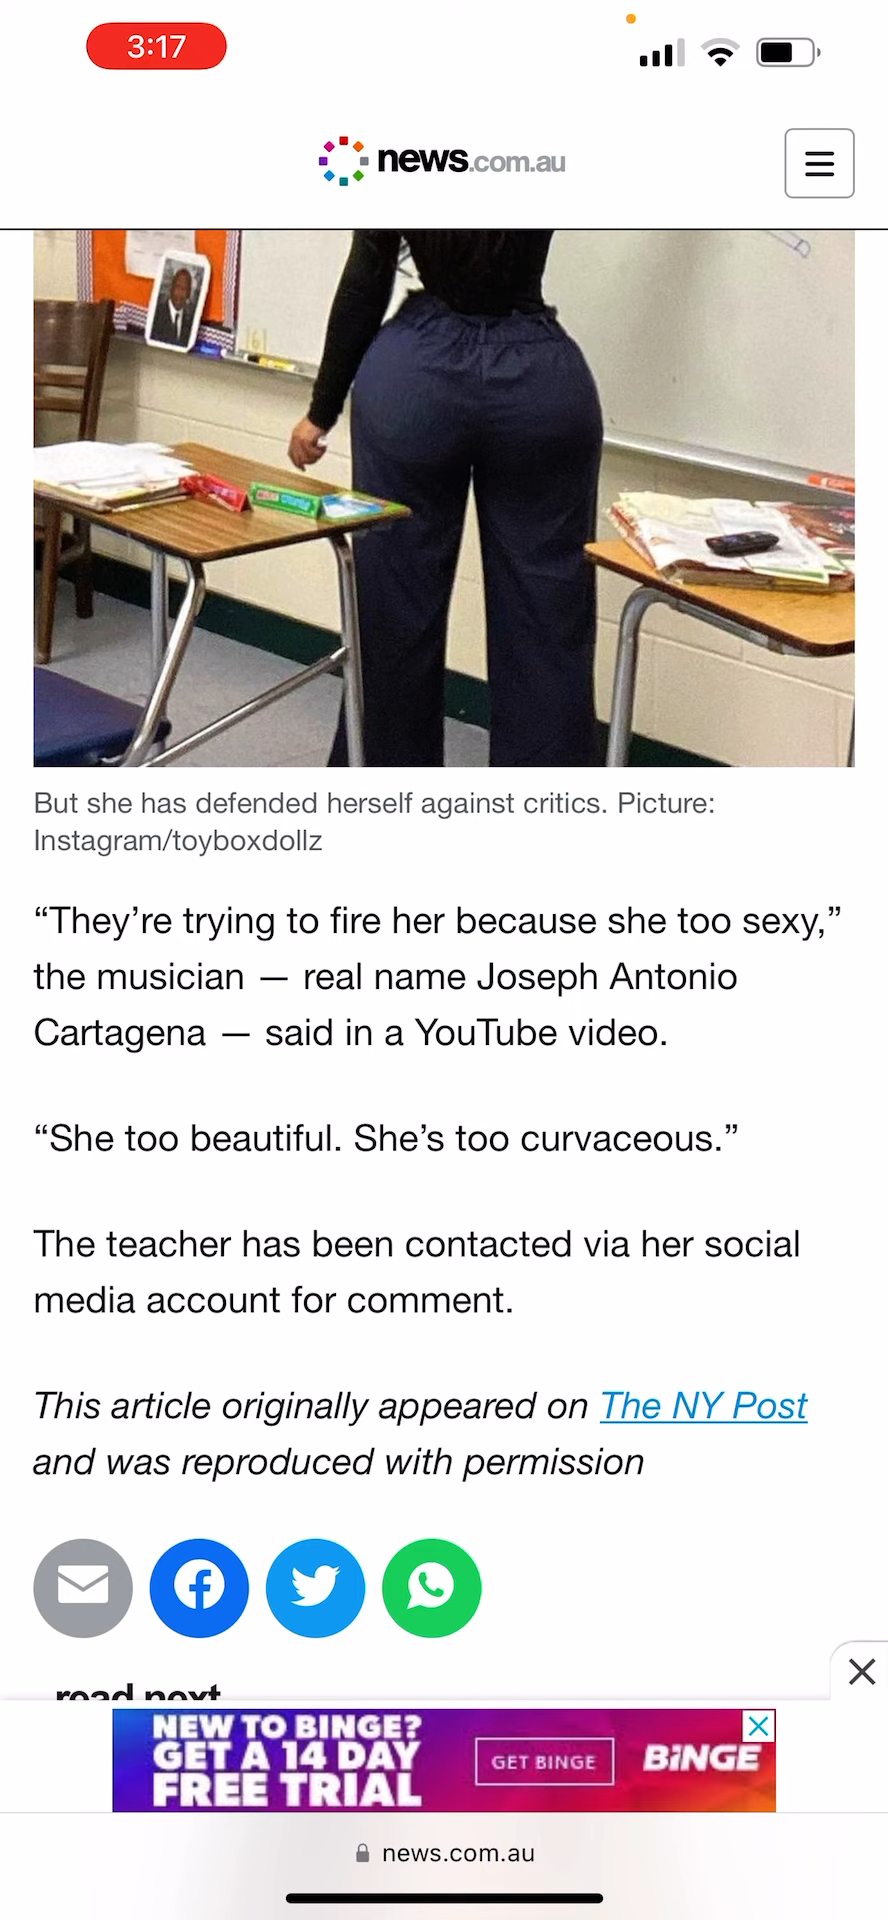 3:17
news.com.au
But she has defended herself against critics. Picture:
Instagram/toyboxdollz
“They’re trying to fire her because she too sexy,”
the musician — real name Joseph Antonio
Cartagena — said in a YouTube video.
“She too beautiful. She’s too curvaceous.”
The teacher has been contacted via her social
media account for comment.
This article originally appeared on The NY Post
and was reproduced with permission
read next
NEW TO BINGE?
GET A 14 DAY
FREE TRIAL
GET BINGE
BiNGE
news.com.au